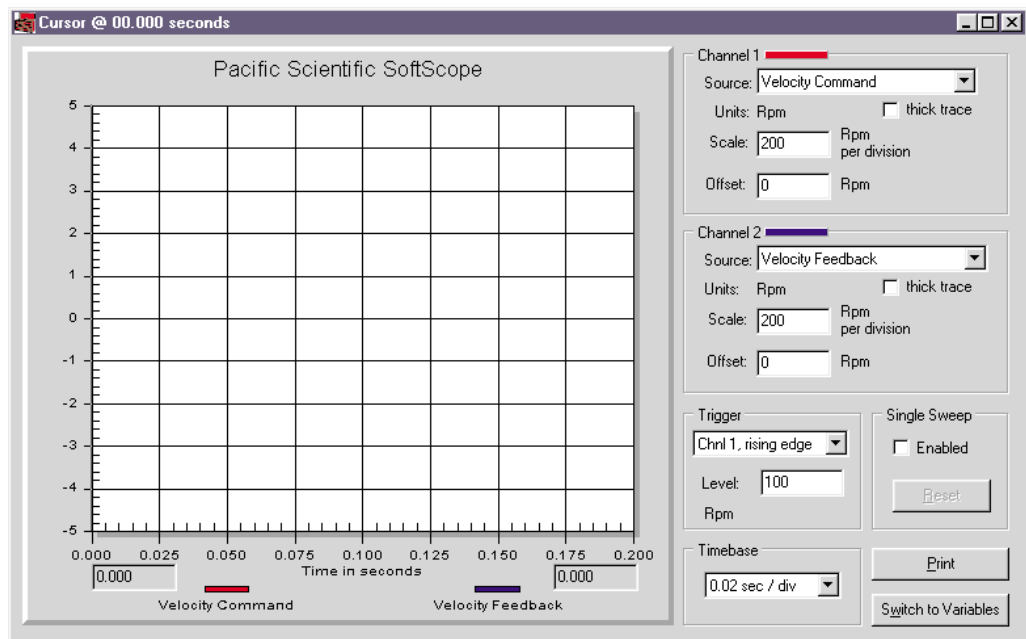 Cursor @ 00.000 seconds
Pacific Scientific SoftScope
5
4
3
2
1
0
-1
-2
-3
-4
-5
0.000 0.025 0.050 0.075 0.100 0.125 0.150 0.175 0.200
Time in seconds
0.000 0.000
Velocity Command Velocity Feedback
Channel 1
Source: Velocity Command
Units: Rpm thick trace
Scale: 200 Rpm
per division
Offset: 0 Rpm
Channel 2
Source: Velocity Feedback
Units: Rpm thick trace
Scale: 200 Rpm
per division
Offset: 0 Rpm
Trigger
Chnl 1, rising edge
Level: 100
Rpm
Single Sweep
Enabled
Reset
Timebase
0.02 sec / div
Print
Switch to Variables